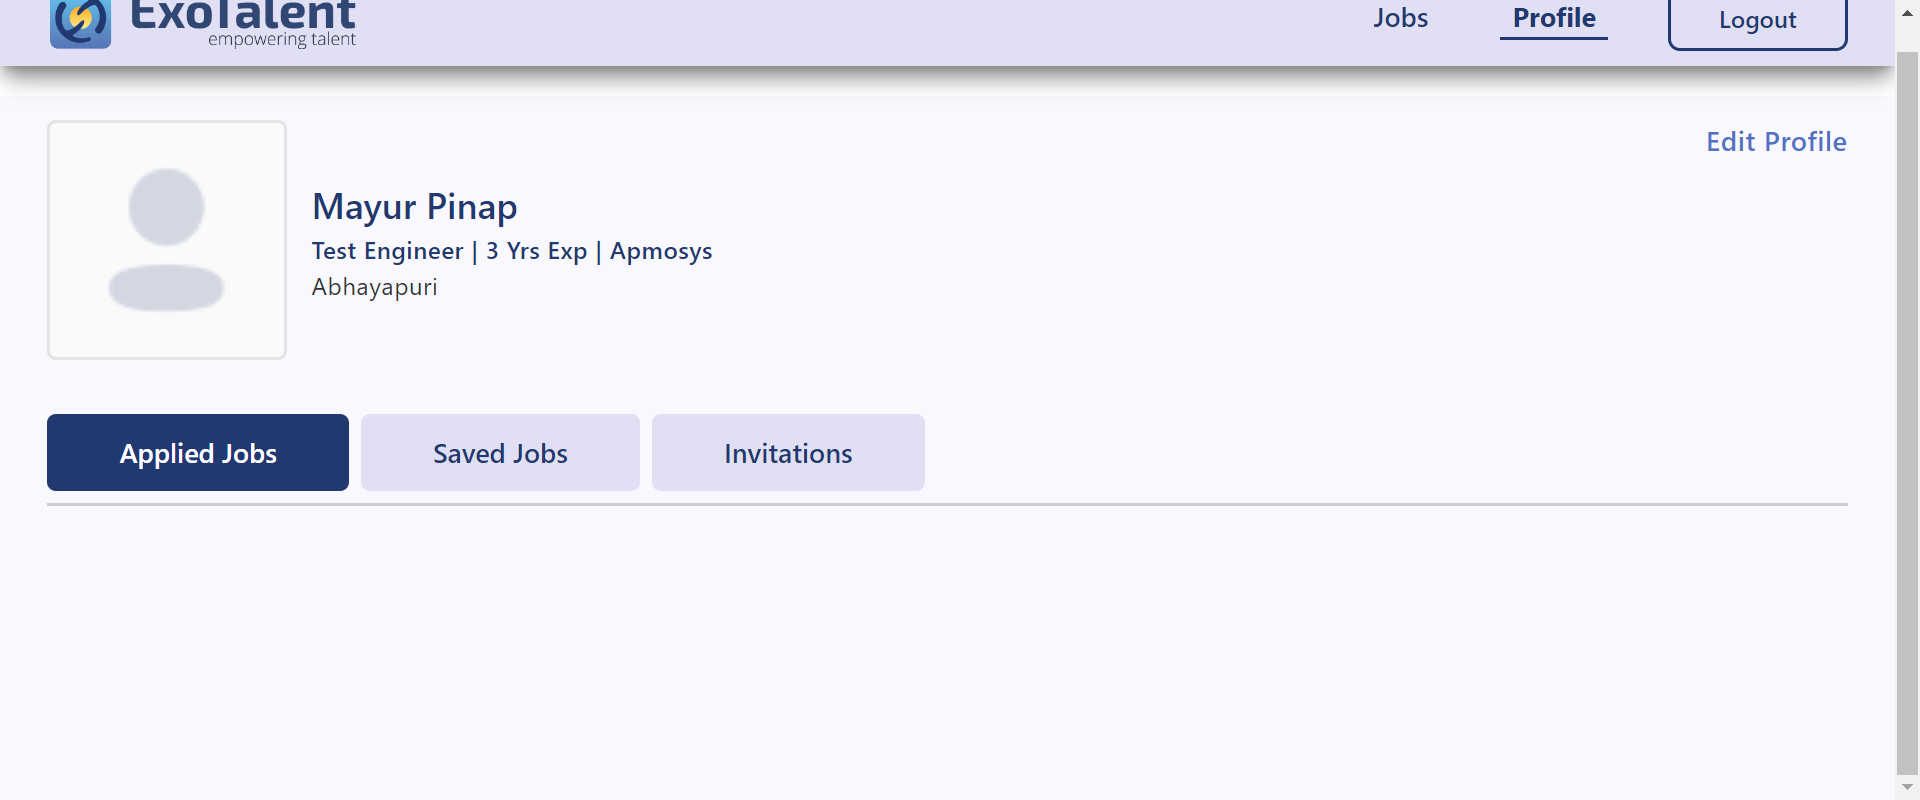 ExoTalent
empowering talent
Jobs
Profile
Logout
Edit Profile
Mayur Pinap
Test Engineer | 3 Yrs Exp | Apmosys
Abhayapuri
Applied Jobs
Saved Jobs
Invitations